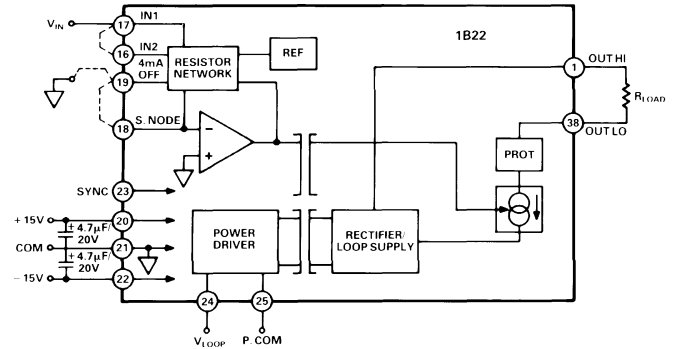 V_IN
17
IN1
16
IN2
4mA
OFF
19
S. NODE
18
RESISTOR
NETWORK
REF
1B22
1
OUT HI
R_LOAD
38
OUT LO
PROT
−
+
SYNC
23
+15V
20
+ 4.7μF/
20V
COM
21
+ 4.7μF/
20V
−15V
22
POWER
DRIVER
RECTIFIER/
LOOP SUPPLY
24
25
V_LOOP
P. COM